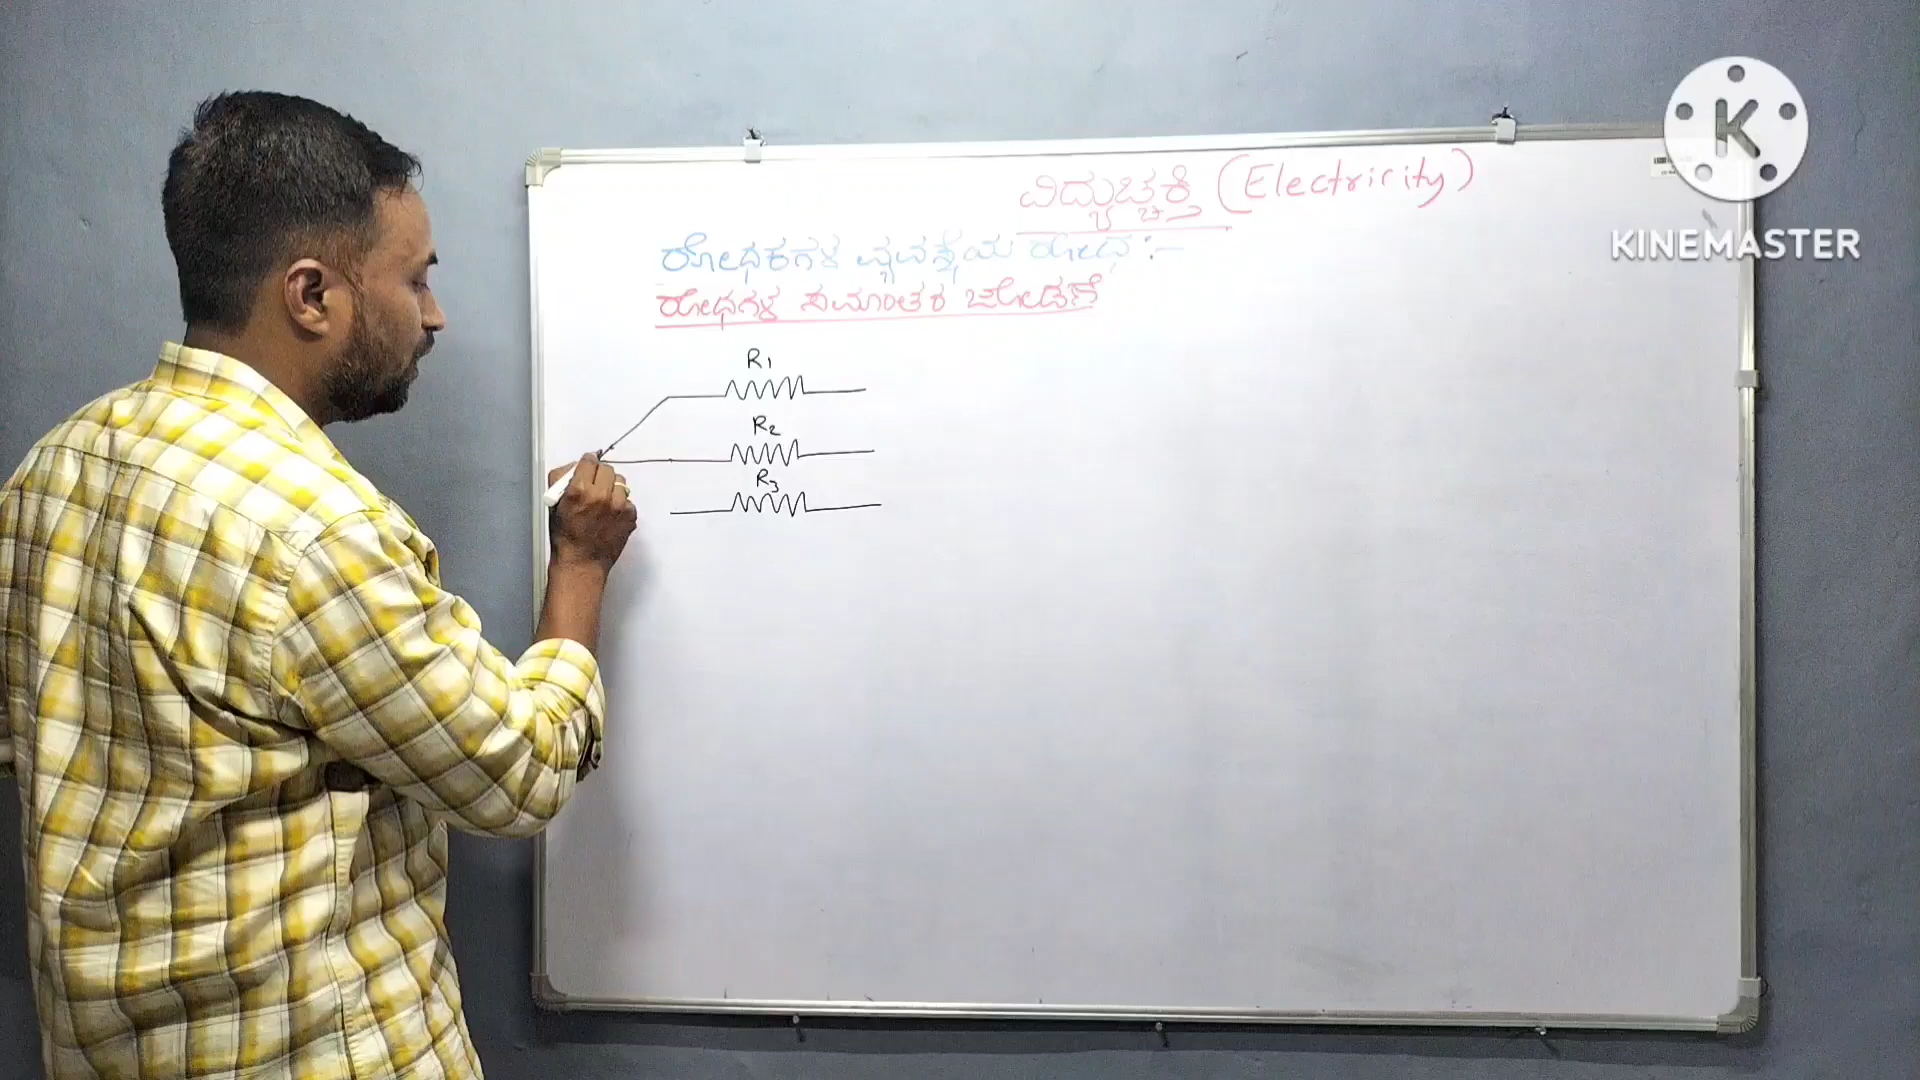 ವಿದ್ಯುಚ್ಛಕ್ತಿ (Electricity)
ರೋಧಕಗಳ ವ್ಯವಸ್ಥೆಯ ರೋಧ :-
ರೋಧಗಳ ಸಮಾಂತರ ಜೋಡಣೆ
R1
R2
R3
K
KINEMASTER